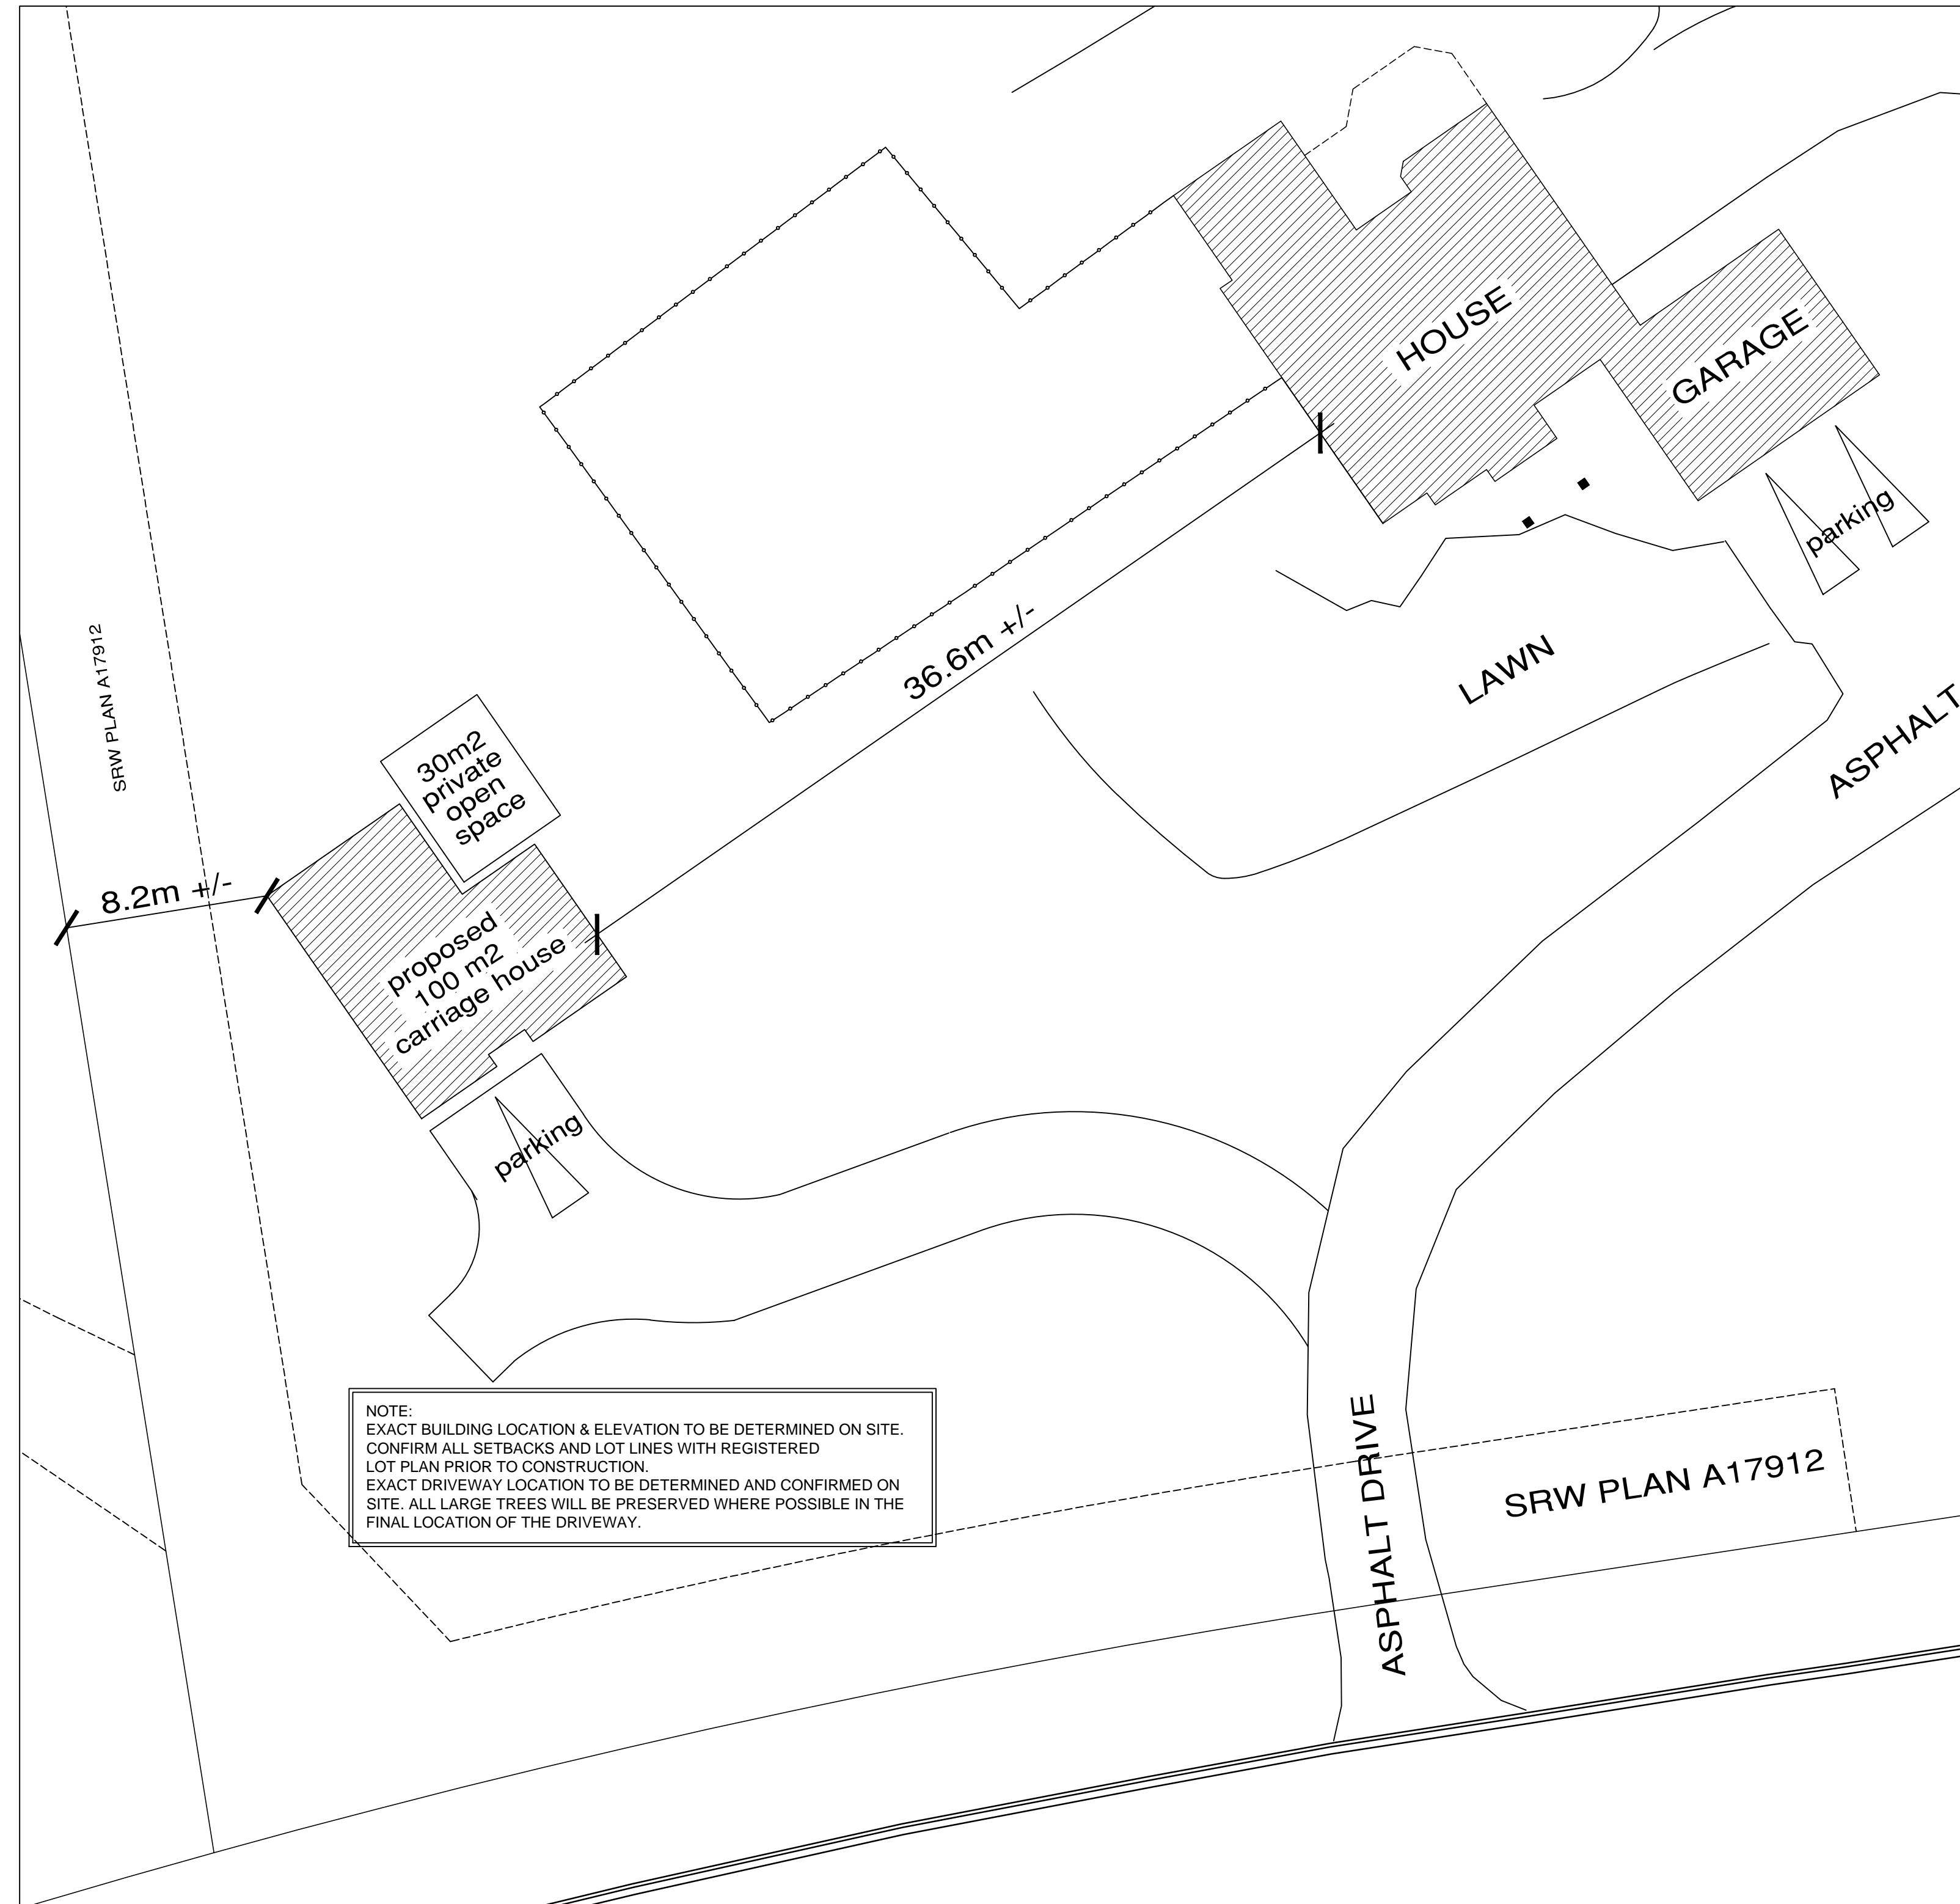 HOUSE
GARAGE
parking
SRW PLAN A17912
36.6m +/-
LAWN
ASPHALT
30m2
private
open
space
8.2m +/-
proposed
100 m2
carriage house
parking
NOTE:
EXACT BUILDING LOCATION & ELEVATION TO BE DETERMINED ON SITE.
CONFIRM ALL SETBACKS AND LOT LINES WITH REGISTERED
LOT PLAN PRIOR TO CONSTRUCTION.
EXACT DRIVEWAY LOCATION TO BE DETERMINED AND CONFIRMED ON
SITE. ALL LARGE TREES WILL BE PRESERVED WHERE POSSIBLE IN THE
FINAL LOCATION OF THE DRIVEWAY.
ASPHALT DRIVE
SRW PLAN A17912